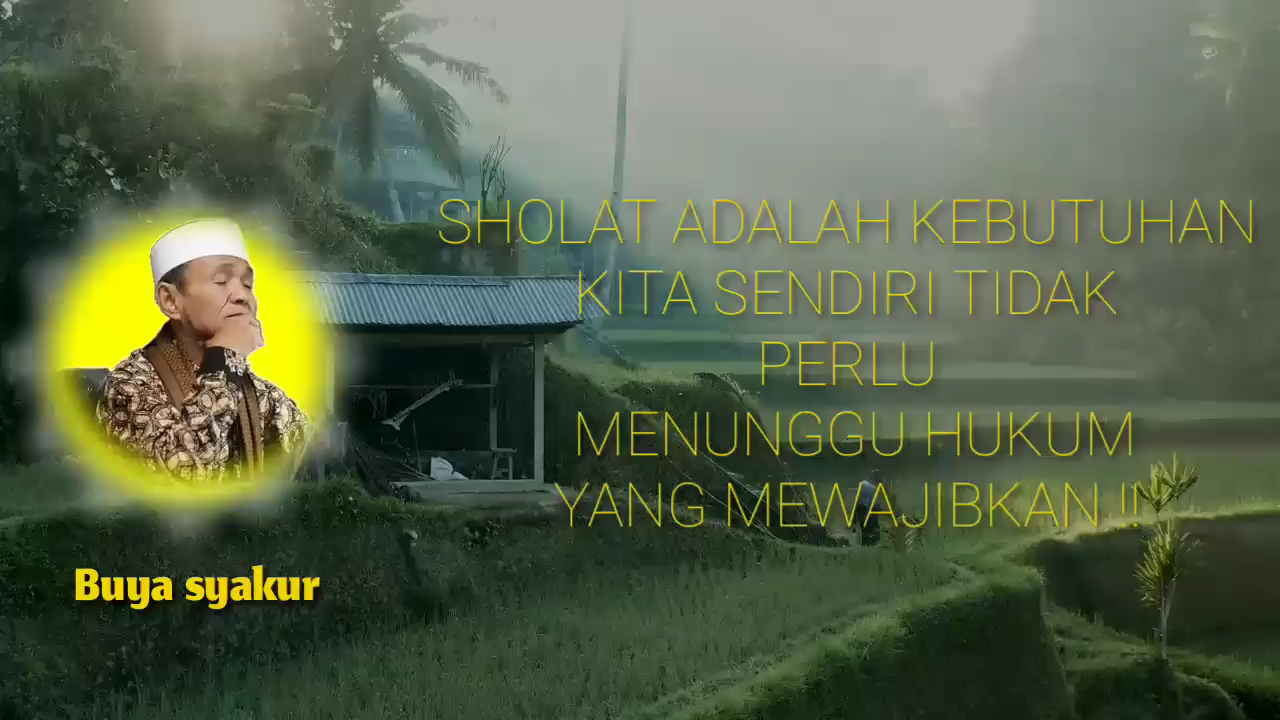 SHOLAT ADALAH KEBUTUHAN
KITA SENDIRI TIDAK
PERLU
MENUNGGU HUKUM
YANG MEWAJIBKAN !!
Buya syakur